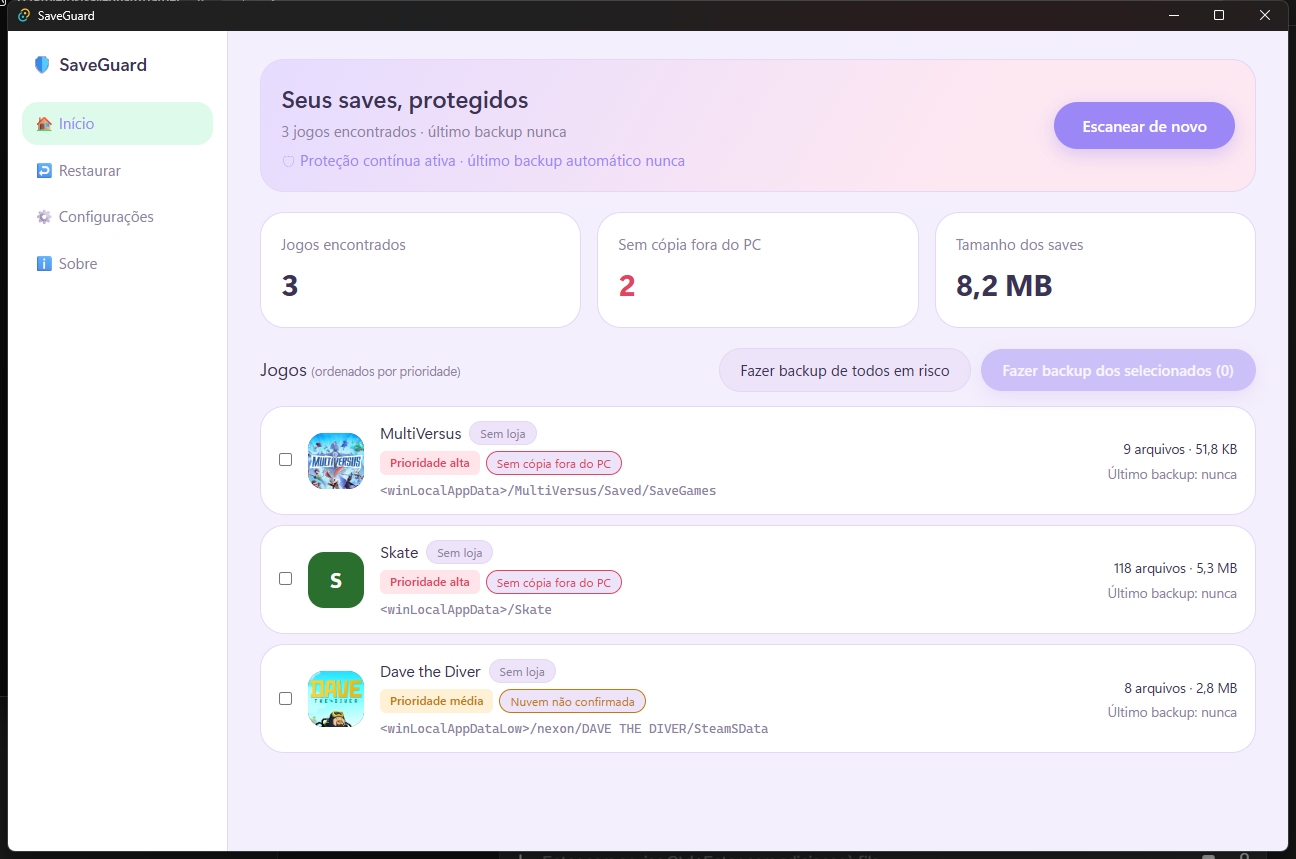 SaveGuard
SaveGuard
Início
Restaurar
Configurações
Sobre
Seus saves, protegidos
3 jogos encontrados · último backup nunca
Proteção contínua ativa · último backup automático nunca
Escanear de novo
Jogos encontrados
3
Sem cópia fora do PC
2
Tamanho dos saves
8,2 MB
Jogos (ordenados por prioridade)
Fazer backup de todos em risco
Fazer backup dos selecionados (0)
MULTIVERSUS
MultiVersus Sem loja
Prioridade alta Sem cópia fora do PC
<winLocalAppData>/MultiVersus/Saved/SaveGames
9 arquivos · 51,8 KB
Último backup: nunca
S
Skate Sem loja
Prioridade alta Sem cópia fora do PC
<winLocalAppData>/Skate
118 arquivos · 5,3 MB
Último backup: nunca
DAVE
THE DIVER
Dave the Diver Sem loja
Prioridade média Nuvem não confirmada
<winLocalAppDataLow>/nexon/DAVE THE DIVER/SteamSData
8 arquivos · 2,8 MB
Último backup: nunca